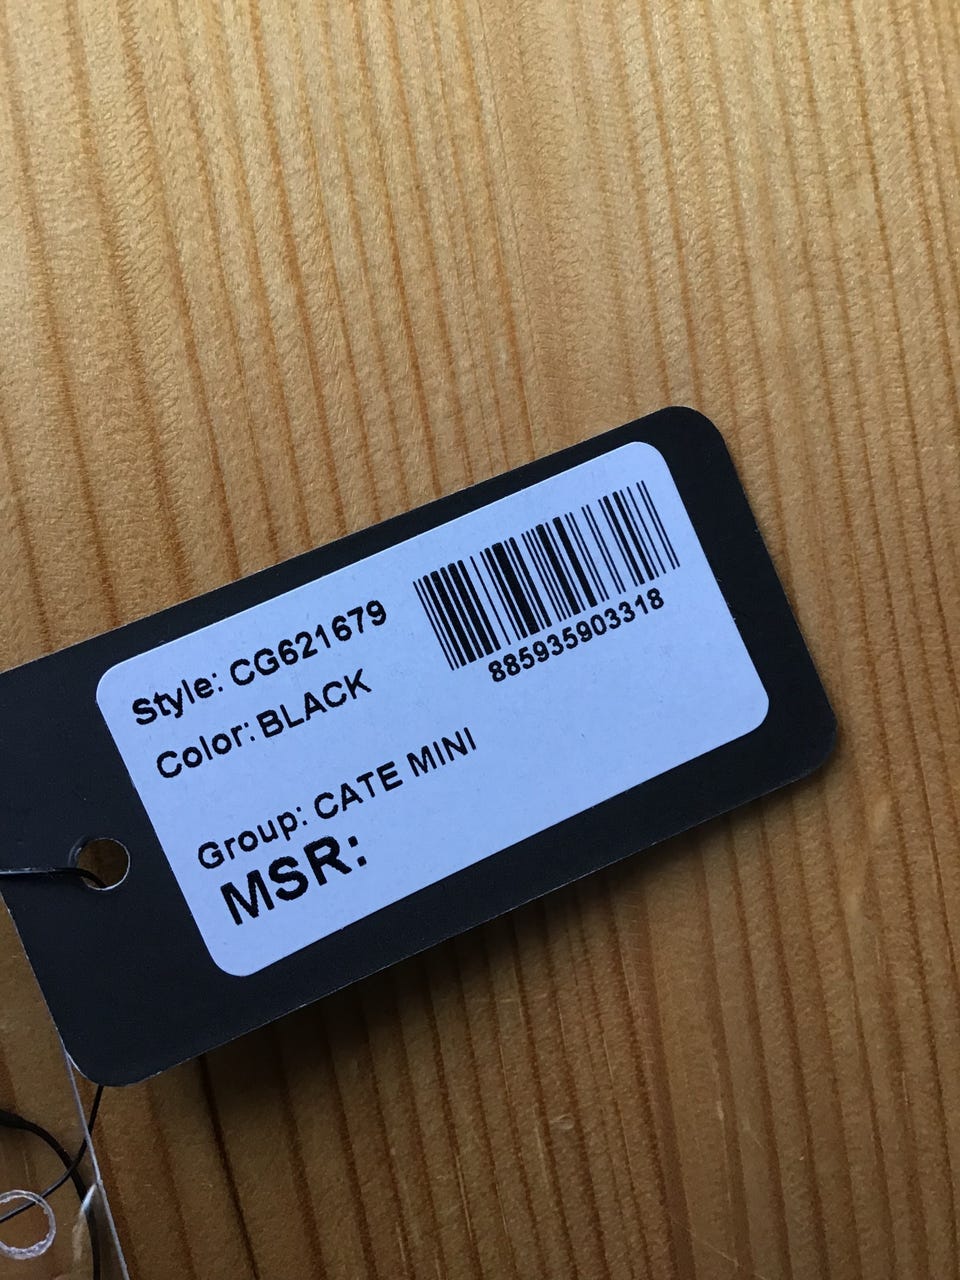 Style: CG621679
Color: BLACK
885935903318
Group: CATE MINI
MSR: